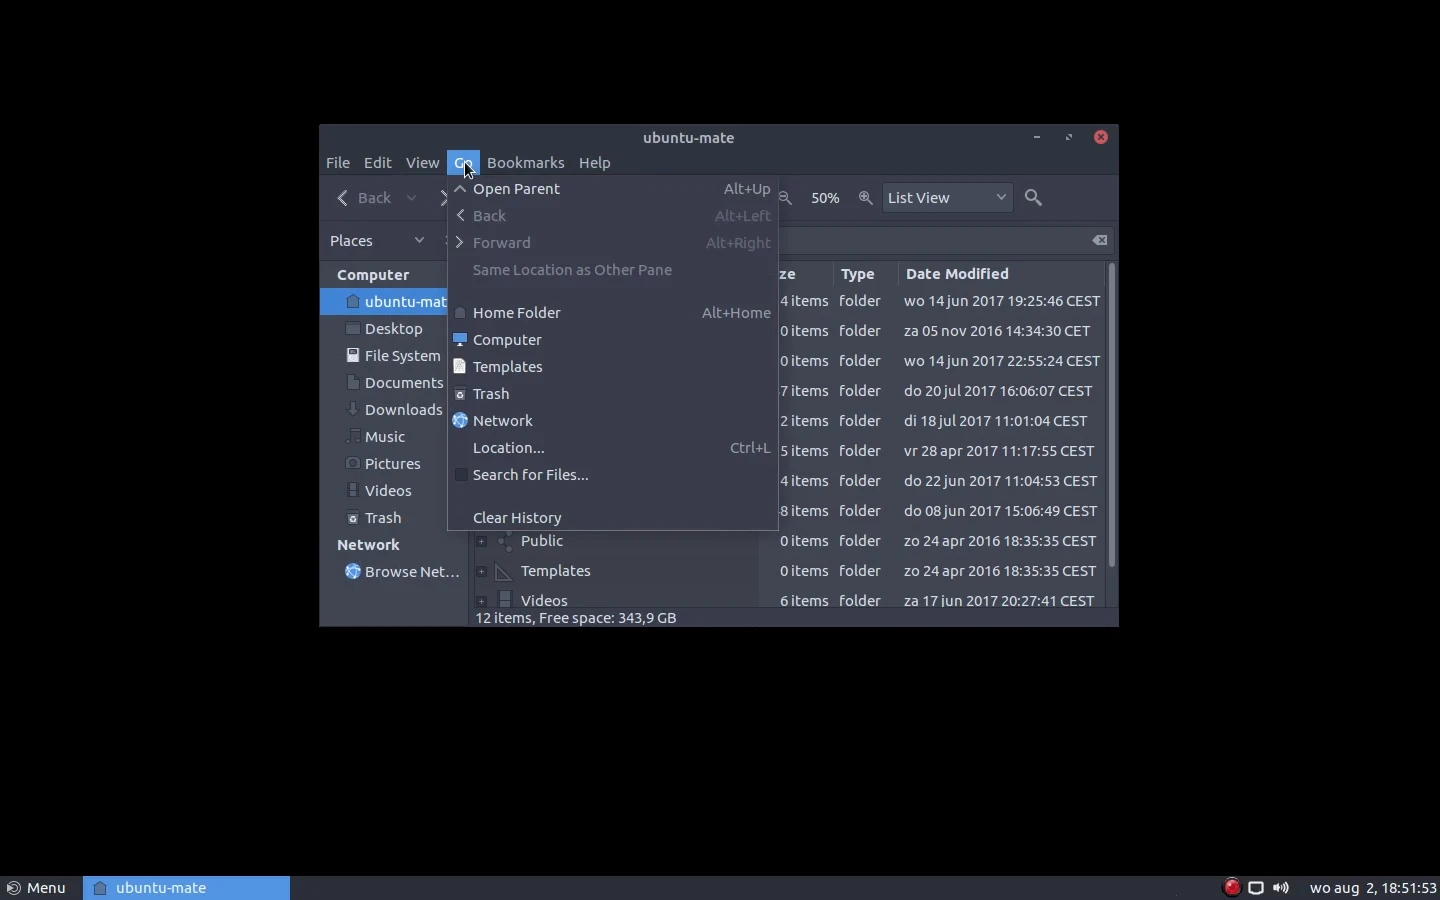 ubuntu-mate
File Edit View Go Bookmarks Help
Back 50% List View
Places
Computer
ubuntu-mat
Desktop
File System
Documents
Downloads
Music
Pictures
Videos
Trash
Network
Browse Net...
Open Parent Alt+Up
Back Alt+Left
Forward Alt+Right
Same Location as Other Pane
Home Folder Alt+Home
Computer
Templates
Trash
Network
Location... Ctrl+L
Search for Files...
Clear History
ze Type Date Modified
4 items folder wo 14 jun 2017 19:25:46 CEST
0 items folder za 05 nov 2016 14:34:30 CET
0 items folder wo 14 jun 2017 22:55:24 CEST
7 items folder do 20 jul 2017 16:06:07 CEST
2 items folder di 18 jul 2017 11:01:04 CEST
5 items folder vr 28 apr 2017 11:17:55 CEST
4 items folder do 22 jun 2017 11:04:53 CEST
8 items folder do 08 jun 2017 15:06:49 CEST
Public 0 items folder zo 24 apr 2016 18:35:35 CEST
Templates 0 items folder zo 24 apr 2016 18:35:35 CEST
Videos 6 items folder za 17 jun 2017 20:27:41 CEST
12 items, Free space: 343,9 GB
Menu ubuntu-mate wo aug 2, 18:51:53